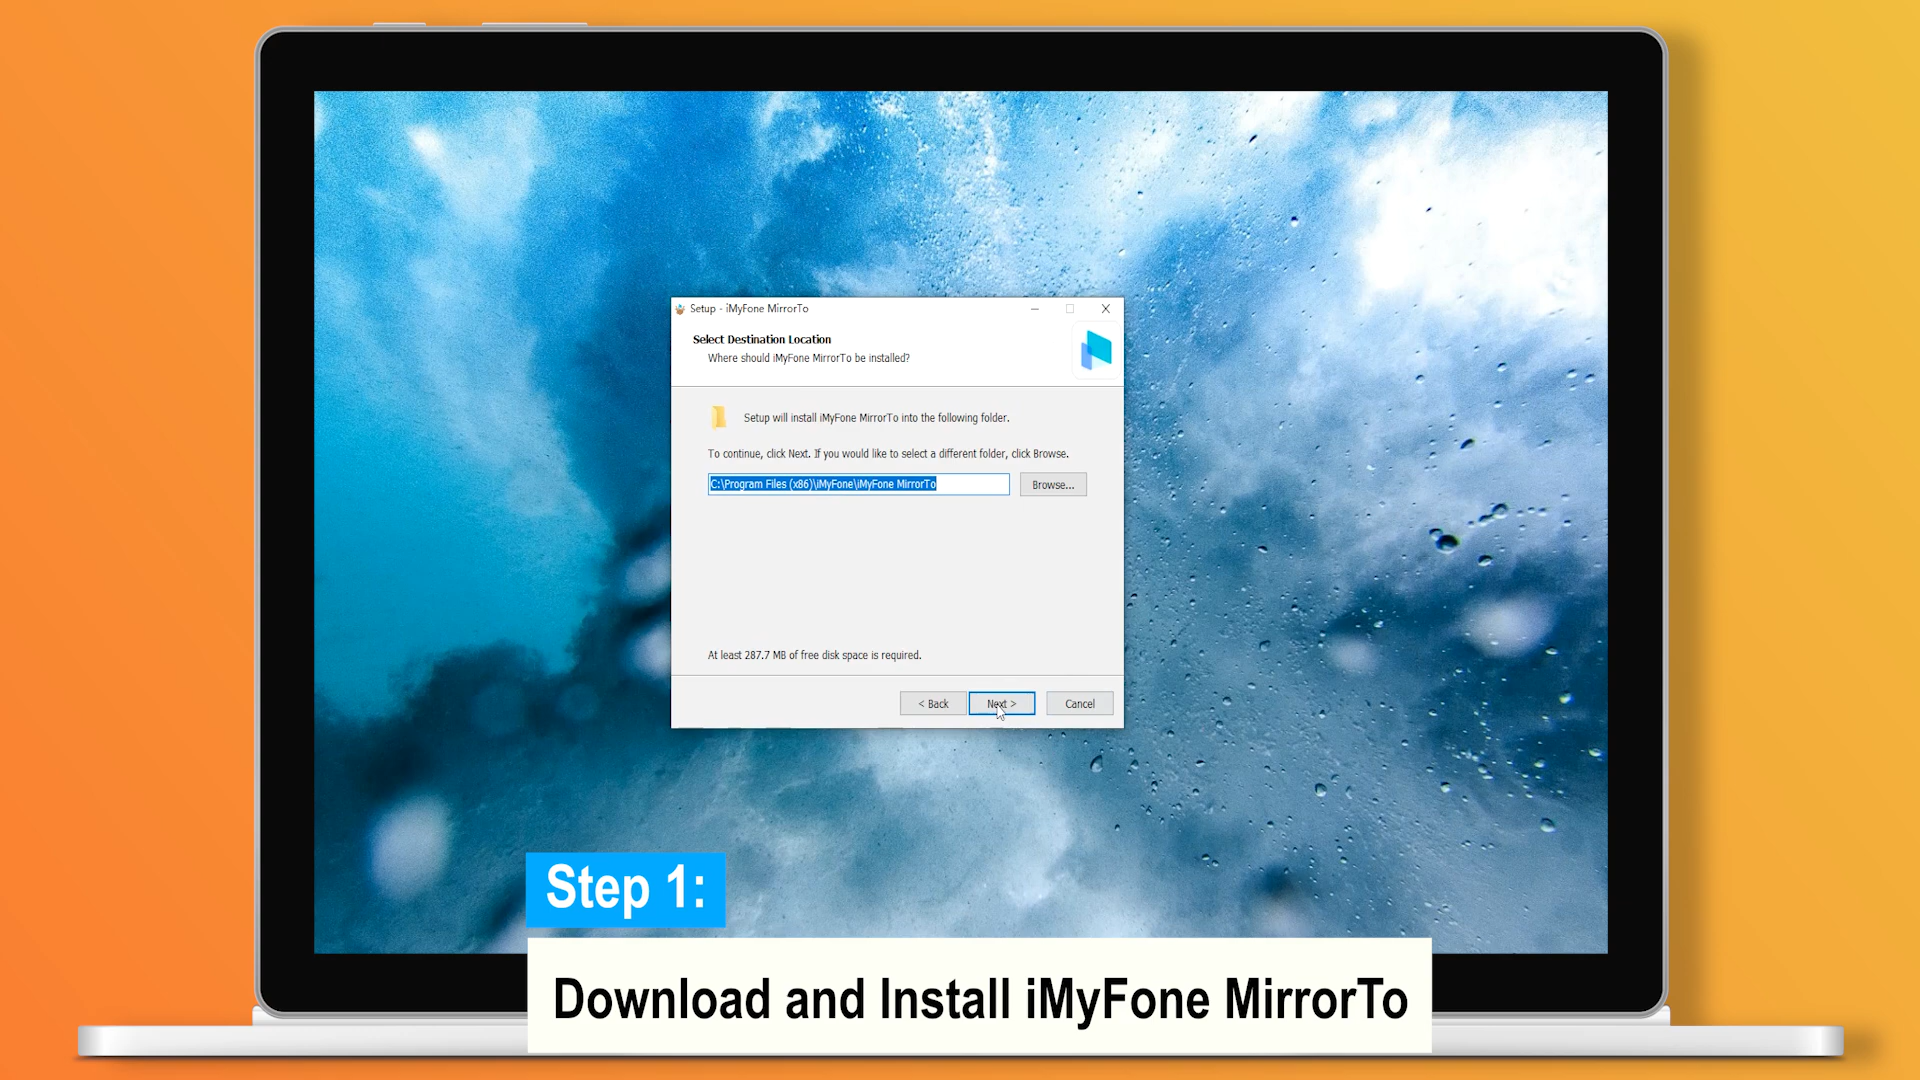 Setup - iMyFone MirrorTo
Select Destination Location
Where should iMyFone MirrorTo be installed?
Setup will install iMyFone MirrorTo into the following folder.
To continue, click Next. If you would like to select a different folder, click Browse.
C:\Program Files (x86)\iMyFone\iMyFone MirrorTo
Browse...
At least 287.7 MB of free disk space is required.
< Back
Next >
Cancel
Step 1:
Download and Install iMyFone MirrorTo